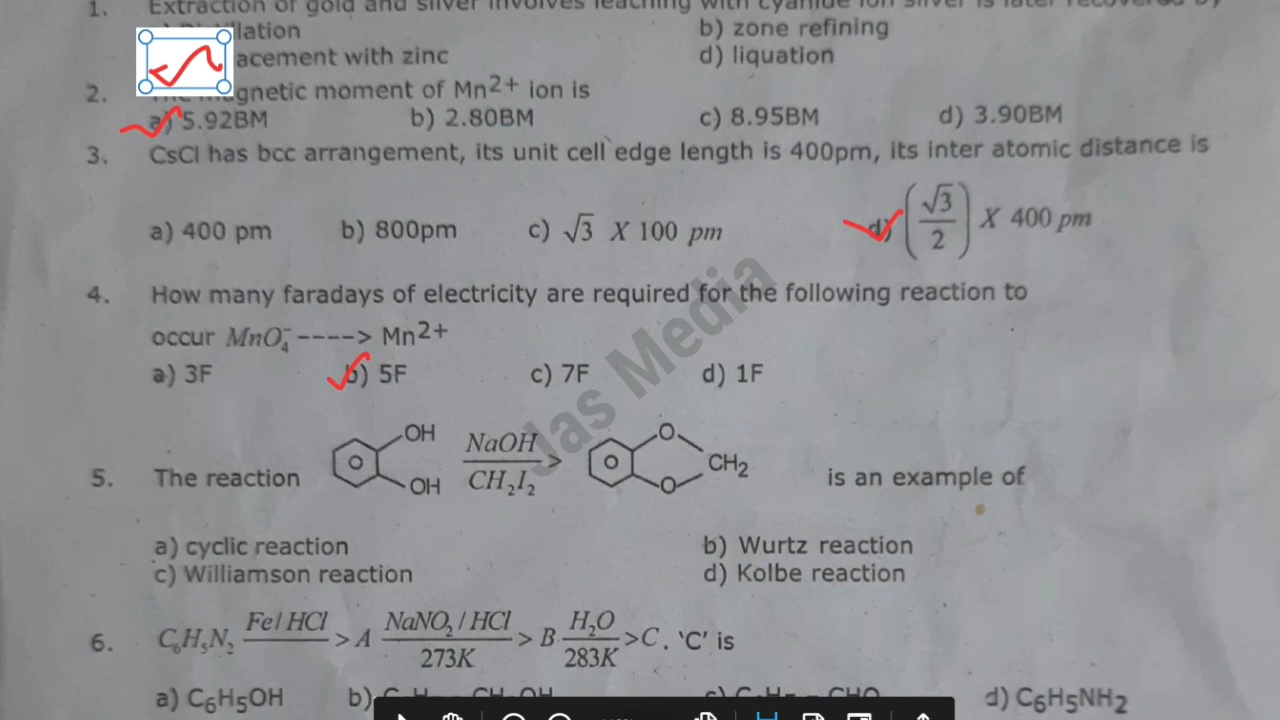 1. Extraction of gold and silver involves leaching with cyanide ion silver is later recovered by
lation b) zone refining
acement with zinc d) liquation
2. gnetic moment of Mn2+ ion is
a) 5.92BM b) 2.80BM c) 8.95BM d) 3.90BM
3. CsCl has bcc arrangement, its unit cell edge length is 400pm, its inter atomic distance is
a) 400 pm b) 800pm c) √3 X 100 pm d) (√3/2) X 400 pm
4. How many faradays of electricity are required for the following reaction to
occur MnO₄⁻ ----> Mn2+
a) 3F b) 5F c) 7F d) 1F
5. The reaction OH OH NaOH/CH₂I₂ > O O CH2 is an example of
a) cyclic reaction b) Wurtz reaction
c) Williamson reaction d) Kolbe reaction
6. C₆H₅N₂ Fe/HCl > A NaNO₂/HCl 273K > B H₂O 283K > C. 'C' is
a) C6H5OH b) d) C6H5NH2
Jas Media